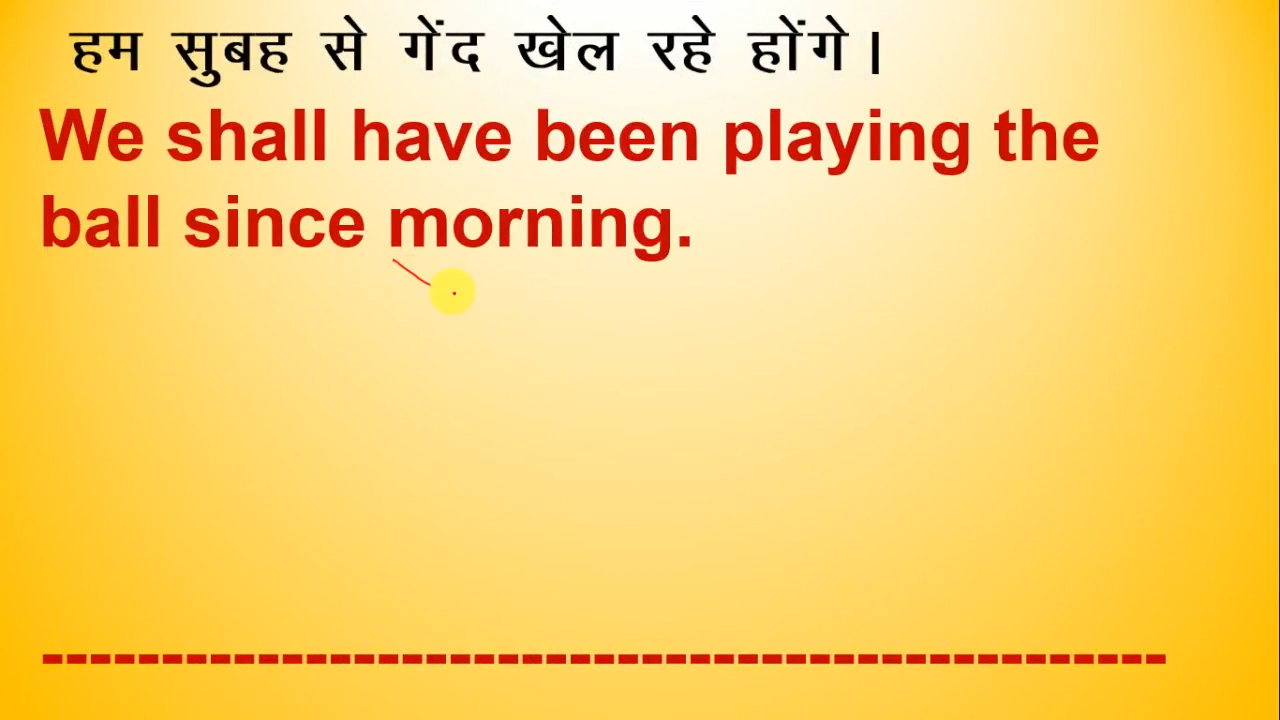 हम सुबह से गेंद खेल रहे होंगे।
We shall have been playing the
ball since morning.